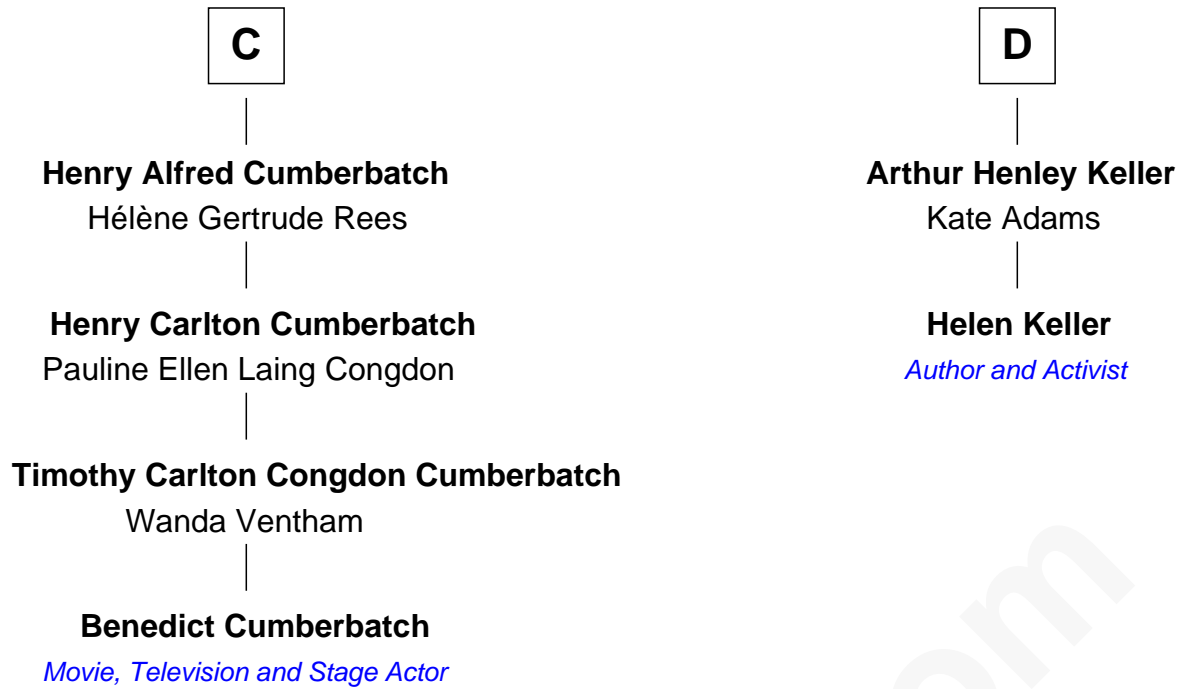 C
Henry Alfred Cumberbatch
Hélène Gertrude Rees
Henry Carlton Cumberbatch
Pauline Ellen Laing Congdon
Timothy Carlton Congdon Cumberbatch
Wanda Ventham
Benedict Cumberbatch
Movie, Television and Stage Actor
D
Arthur Henley Keller
Kate Adams
Helen Keller
Author and Activist
om